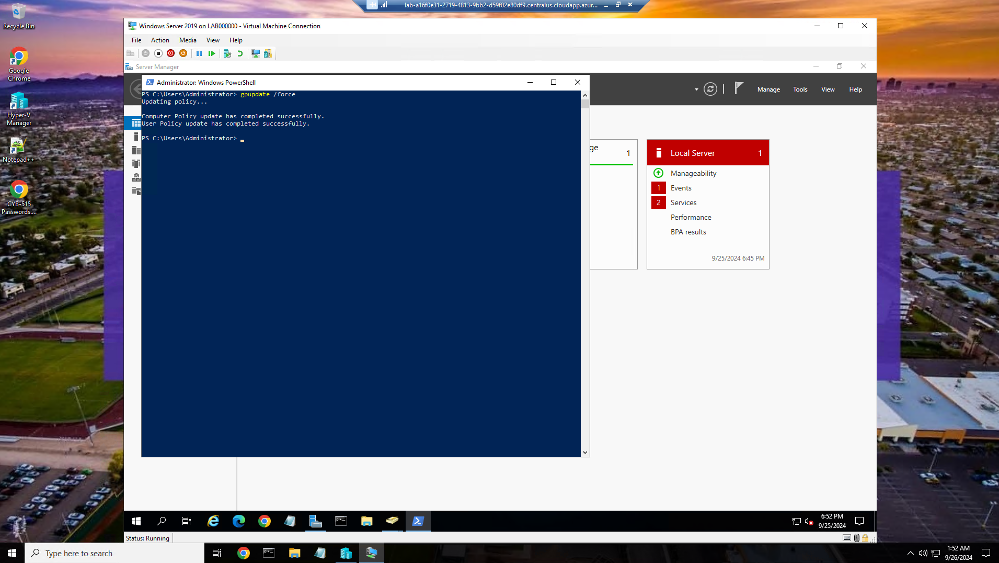 lab-a16f0e31-2719-4813-9bb2-d59f02e80df9.centralus.cloudapp.azur...
Recycle Bin
Google
Chrome
Hyper-V
Manager
Notepad++
CYB-515
Passwords....
Windows Server 2019 on LAB000000 - Virtual Machine Connection
File Action Media View Help
Server Manager
Manage Tools View Help
Administrator: Windows PowerShell
PS C:\Users\Administrator> gpupdate /force
Updating policy...
Computer Policy update has completed successfully.
User Policy update has completed successfully.
PS C:\Users\Administrator>
ge 1
Local Server 1
Manageability
1 Events
2 Services
Performance
BPA results
9/25/2024 6:45 PM
6:52 PM
9/25/2024
Status: Running
Type here to search
1:52 AM
9/26/2024